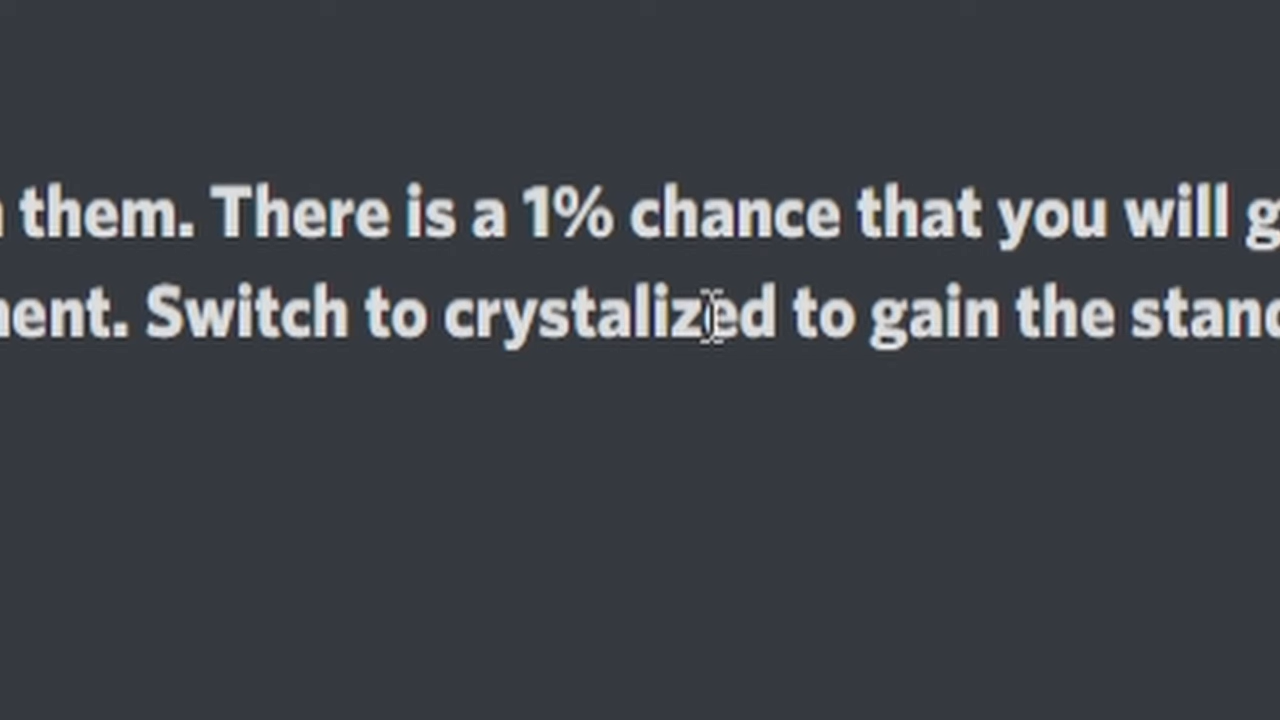 them. There is a 1% chance that you will
Switch to crystalized to gain the